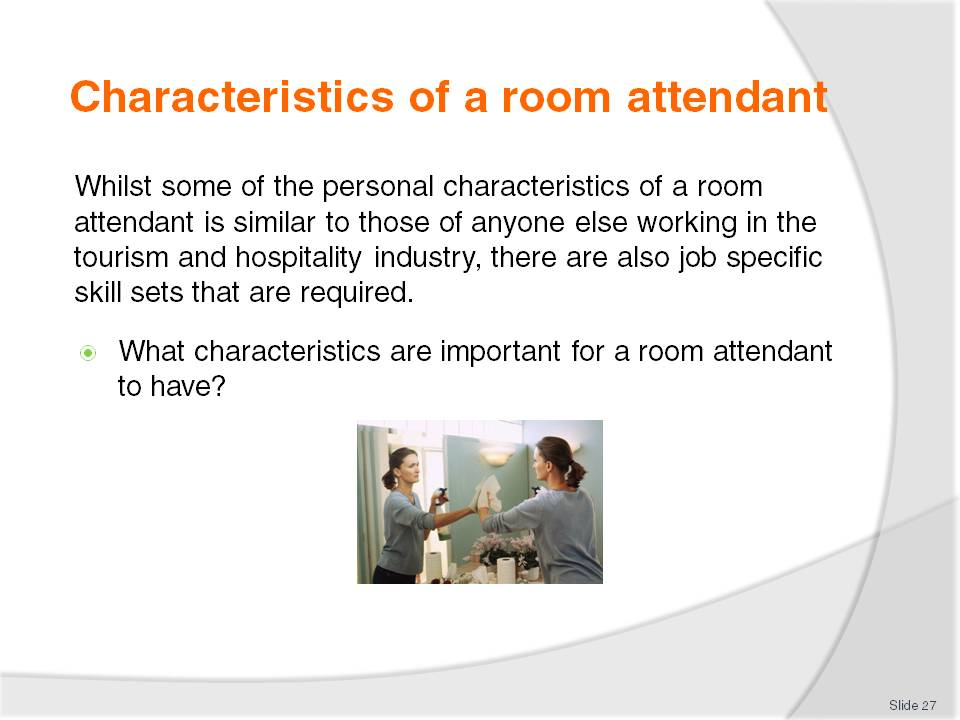 Characteristics of a room attendant
Whilst some of the personal characteristics of a room
attendant is similar to those of anyone else working in the
tourism and hospitality industry, there are also job specific
skill sets that are required.
What characteristics are important for a room attendant
to have?
Slide 27